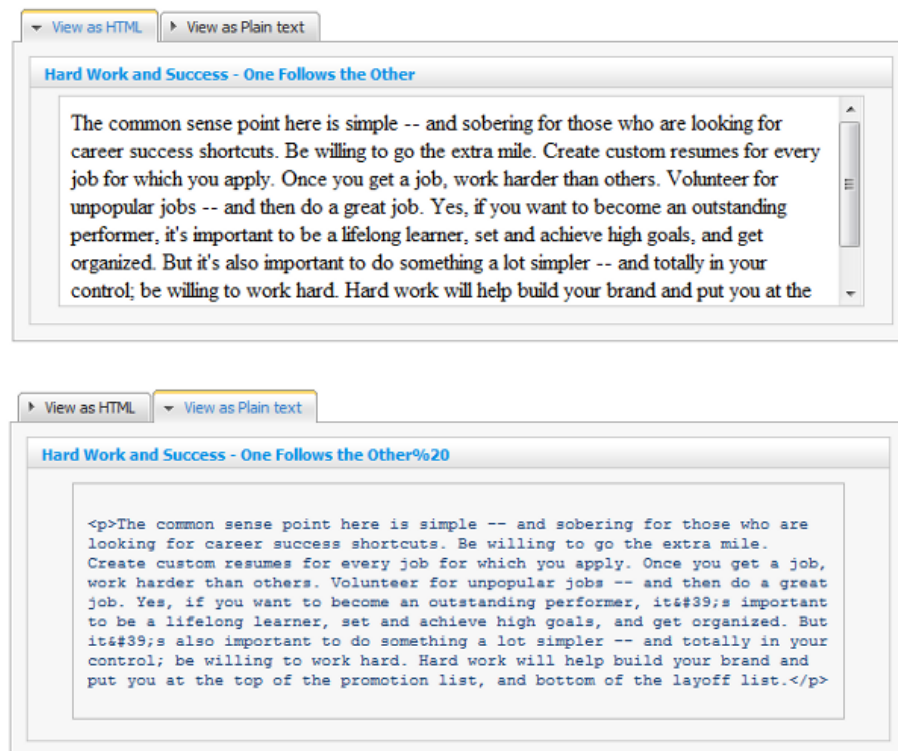 View as HTML View as Plain text
Hard Work and Success - One Follows the Other
The common sense point here is simple -- and sobering for those who are looking for
career success shortcuts. Be willing to go the extra mile. Create custom resumes for every
job for which you apply. Once you get a job, work harder than others. Volunteer for
unpopular jobs -- and then do a great job. Yes, if you want to become an outstanding
performer, it's important to be a lifelong learner, set and achieve high goals, and get
organized. But it's also important to do something a lot simpler -- and totally in your
control; be willing to work hard. Hard work will help build your brand and put you at the
View as HTML View as Plain text
Hard Work and Success - One Follows the Other%20
<p>The common sense point here is simple -- and sobering for those who are
looking for career success shortcuts. Be willing to go the extra mile.
Create custom resumes for every job for which you apply. Once you get a job,
work harder than others. Volunteer for unpopular jobs -- and then do a great
job. Yes, if you want to become an outstanding performer, it&#39;s important
to be a lifelong learner, set and achieve high goals, and get organized. But
it&#39;s also important to do something a lot simpler -- and totally in your
control; be willing to work hard. Hard work will help build your brand and
put you at the top of the promotion list, and bottom of the layoff list.</p>